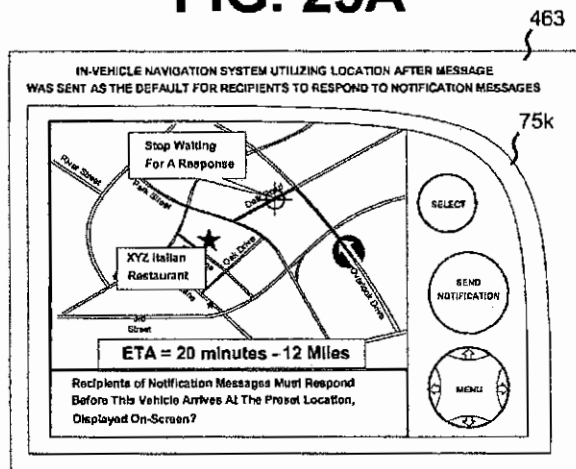 FIG. 25A
463
IN-VEHICLE NAVIGATION SYSTEM UTILIZING LOCATION AFTER MESSAGE
WAS SENT AS THE DEFAULT FOR RECIPIENTS TO RESPOND TO NOTIFICATION MESSAGES
75k
Stop Waiting
For A Response
River Street
Park Street
Oak Road
SELECT
XYZ Italian
Restaurant
Oak Drive
Overlook Drive
SEND
NOTIFICATION
3rd
Street
ETA = 20 minutes - 12 Miles
MENU
Recipients of Notification Messages Must Respond
Before This Vehicle Arrives At The Preset Location,
Displayed On-Screen?